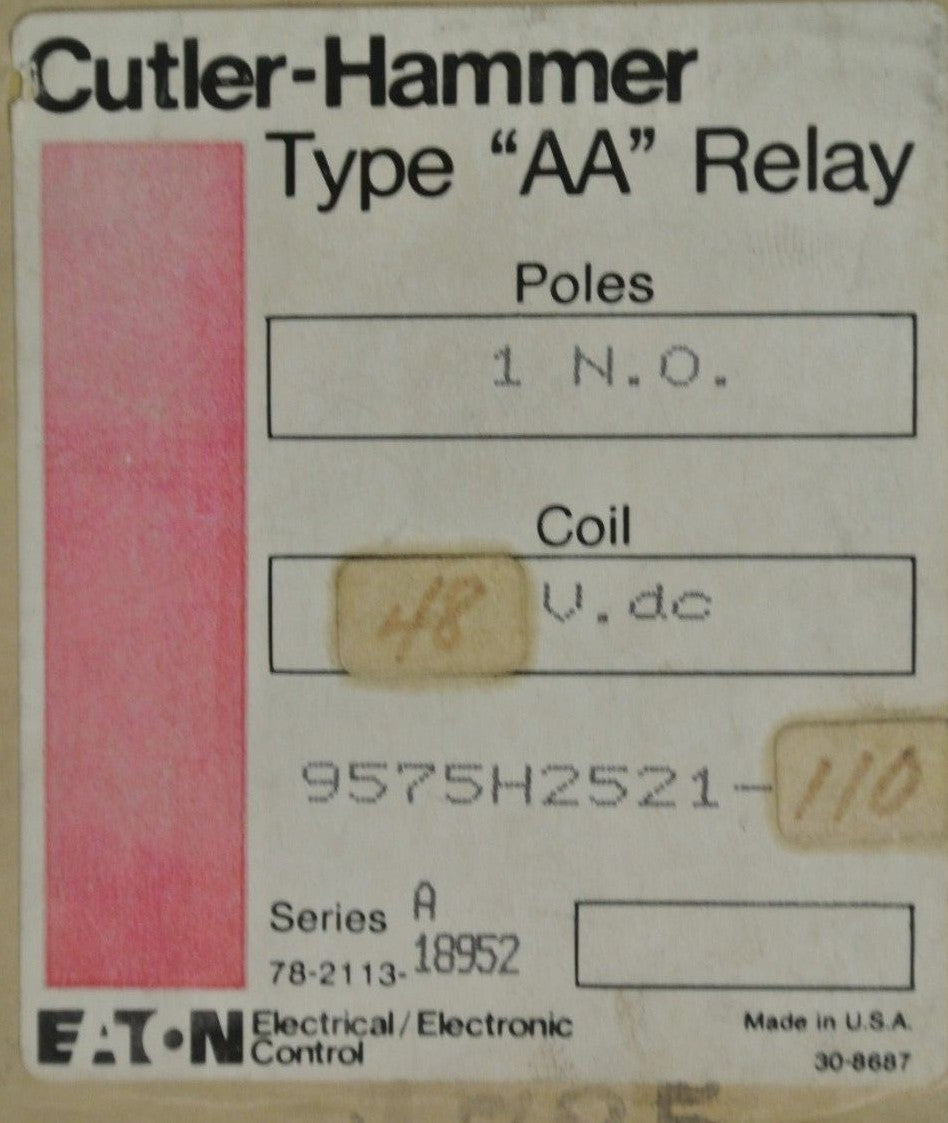 Cutler-Hammer
Type “AA” Relay
Poles
1 N.O.
Coil
48 V.dc
9575H2521-110
Series A
78-2113-18952
EATON Electrical/Electronic
Control
Made in U.S.A.
30-8687